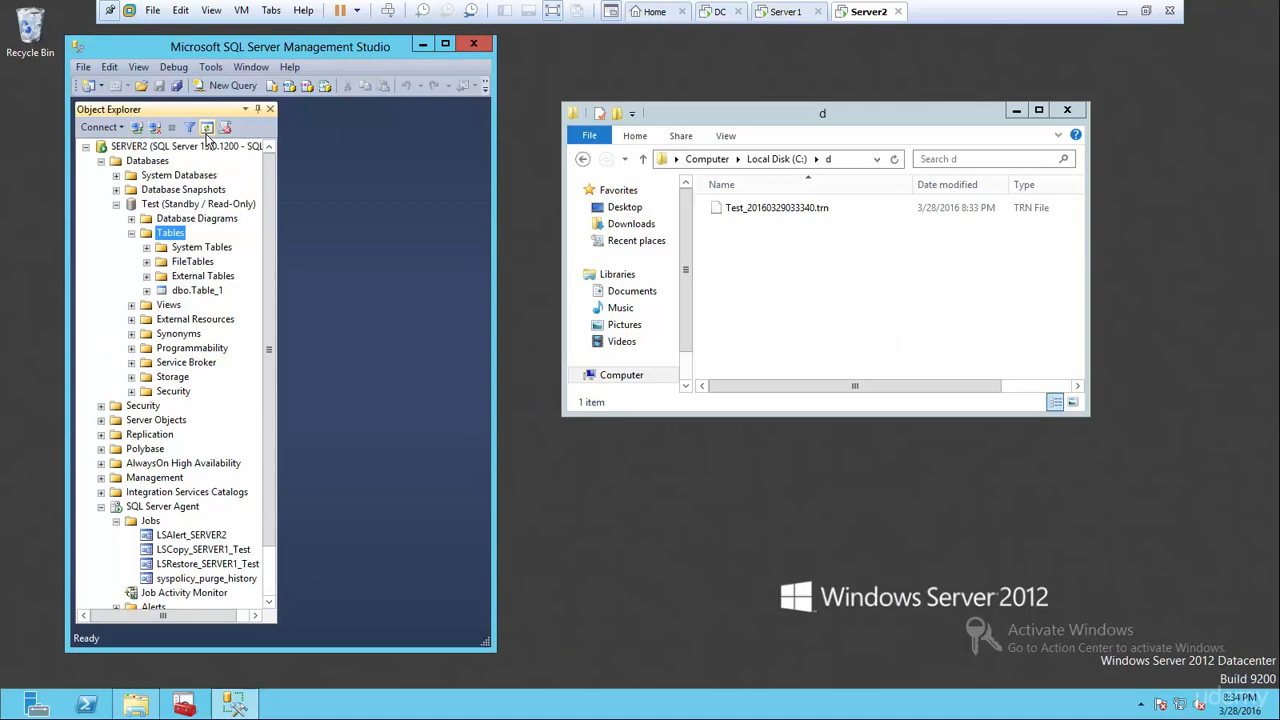 File Edit View VM Tabs Help Home DC Server1 Server2
Recycle Bin
Microsoft SQL Server Management Studio
File Edit View Debug Tools Window Help
New Query
Object Explorer
Connect
SERVER2 (SQL Server 1
Databases
System Databases
Database Snapshots
Test (Standby / Read-Only)
Database Diagrams
Tables
System Tables
FileTables
External Tables
dbo.Table_1
Views
External Resources
Synonyms
Programmability
Service Broker
Storage
Security
Security
Server Objects
Replication
Polybase
AlwaysOn High Availability
Management
Integration Services Catalogs
SQL Server Agent
Jobs
LSAlert_SERVER2
LSCopy_SERVER1_Test
LSRestore_SERVER1_Test
syspolicy_purge_history
Job Activity Monitor
Alerts
Ready
d
File Home Share View
Computer Local Disk (C:) d Search d
Favorites
Desktop
Downloads
Recent places
Libraries
Documents
Music
Pictures
Videos
Computer
Name Date modified Type
Test_20160329033340.trn 3/28/2016 8:33 PM TRN File
1 item
Windows Server 2012
Activate Windows
Go to Action Center to activate Windows.
Windows Server 2012 Datacenter
Build 9200
udemy
8:34 PM
3/28/2016